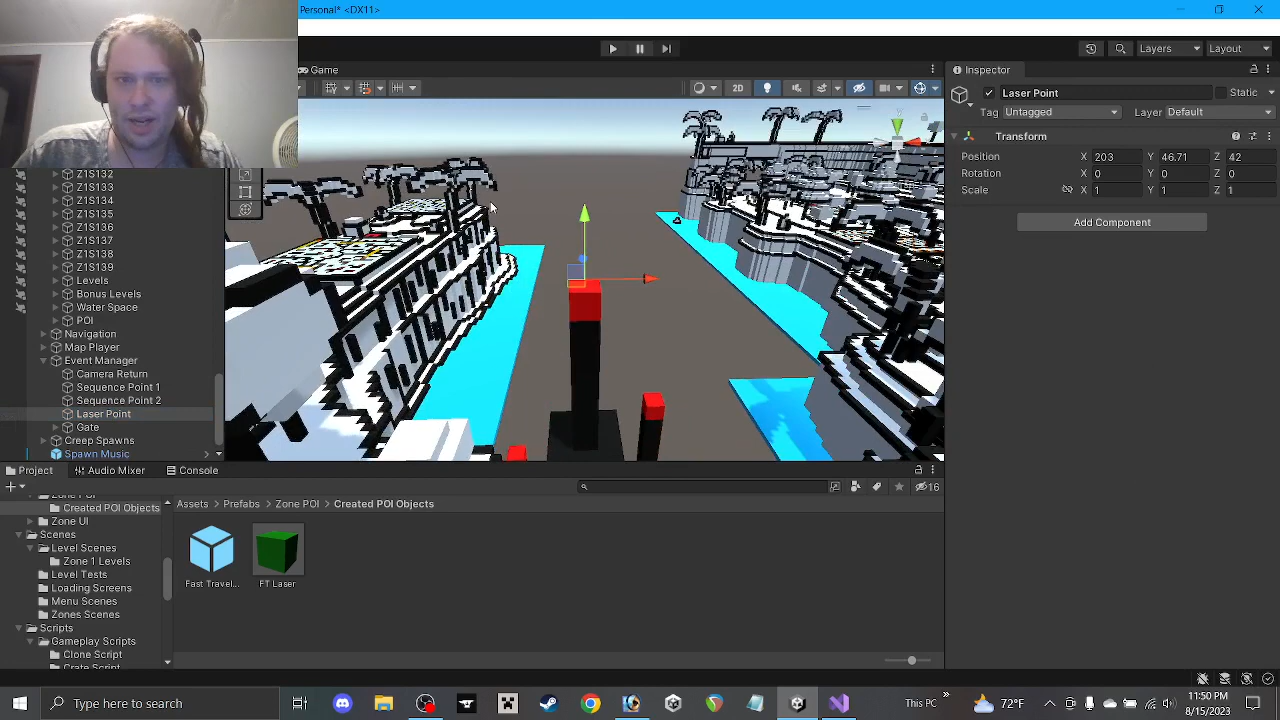 Personal* <DX11>
Layers
Layout
Game
2D
Inspector
Laser Point
Static
Tag Untagged
Layer Default
Transform
Position X 203 Y 46.71 Z 42
Rotation X 0 Y 0 Z 0
Scale X 1 Y 1 Z 1
Add Component
Z1S132
Z1S133
Z1S134
Z1S135
Z1S136
Z1S137
Z1S138
Z1S139
Levels
Bonus Levels
Water Space
POI
Navigation
Map Player
Event Manager
Camera Return
Sequence Point 1
Sequence Point 2
Laser Point
Gate
Creep Spawns
Spawn Music
Project
Audio Mixer
Console
16
Created POI Objects
Zone UI
Scenes
Level Scenes
Zone 1 Levels
Level Tests
Loading Screens
Menu Scenes
Zones Scenes
Scripts
Gameplay Scripts
Clone Script
Crate Script
Assets > Prefabs > Zone POI > Created POI Objects
Fast Travel...
FT Laser
Type here to search
This PC
72°F
11:50 PM
8/15/2023